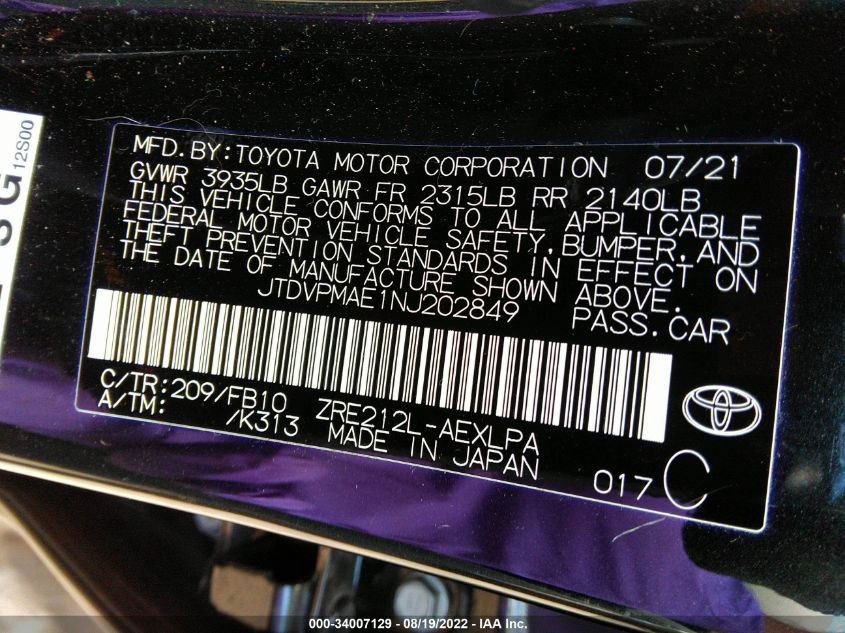 SG 12S00
MFD.BY:TOYOTA MOTOR CORPORATION 07/21
GVWR 3935LB GAWR FR 2315LB RR 2140LB
THIS VEHICLE CONFORMS TO ALL APPLICABLE
FEDERAL MOTOR VEHICLE SAFETY,BUMPER,AND
THEFT PREVENTION STANDARDS IN EFFECT ON
THE DATE OF MANUFACTURE SHOWN ABOVE.
JTDVPMAE1NJ202849 PASS.CAR
C/TR:209/FB10 ZRE212L-AEXLPA
A/TM: /K313 MADE IN JAPAN
017 C
000-34007129 - 08/19/2022 - IAA Inc.